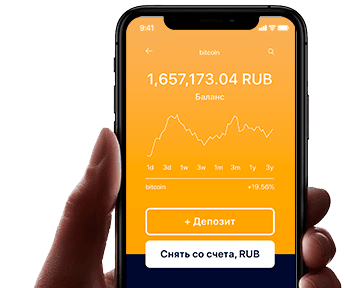 9:41
bitcoin
1,657,173.04 RUB
Баланс
1d 3d 1w 3w 1m 3m 1y 3y
bitcoin +19.56%
+ Депозит
Снять со счета, RUB